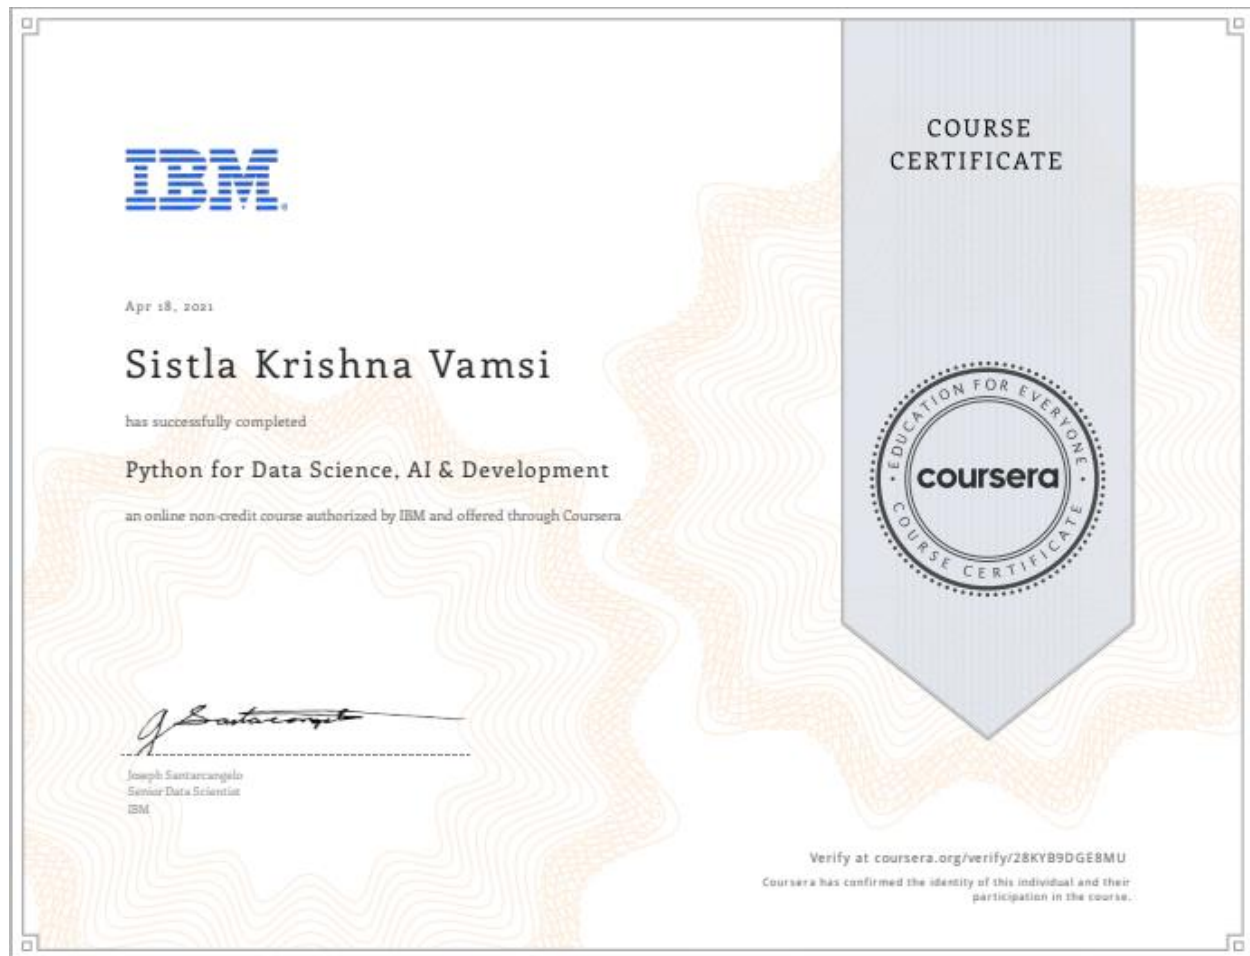 COURSE
CERTIFICATE
IBM
Apr 18, 2021
Sistla Krishna Vamsi
has successfully completed
Python for Data Science, AI & Development
an online non-credit course authorized by IBM and offered through Coursera
EDUCATION FOR EVERYONE
coursera
COURSE CERTIFICATE
J Santarcangelo
Joseph Santarcangelo
Senior Data Scientist
IBM
Verify at coursera.org/verify/28KYB9DGE8MU
Coursera has confirmed the identity of this individual and their
participation in the course.